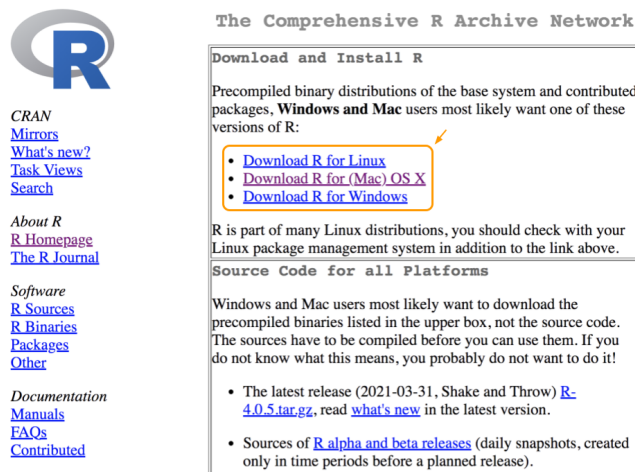 R
The Comprehensive R Archive Network
CRAN
Mirrors
What's new?
Task Views
Search
About R
R Homepage
The R Journal
Software
R Sources
R Binaries
Packages
Other
Documentation
Manuals
FAQs
Contributed
Download and Install R
Precompiled binary distributions of the base system and contributed
packages, Windows and Mac users most likely want one of these
versions of R:
• Download R for Linux
• Download R for (Mac) OS X
• Download R for Windows
R is part of many Linux distributions, you should check with your
Linux package management system in addition to the link above.
Source Code for all Platforms
Windows and Mac users most likely want to download the
precompiled binaries listed in the upper box, not the source code.
The sources have to be compiled before you can use them. If you
do not know what this means, you probably do not want to do it!
• The latest release (2021-03-31, Shake and Throw) R-
4.0.5.tar.gz, read what's new in the latest version.
• Sources of R alpha and beta releases (daily snapshots, created
only in time periods before a planned release).